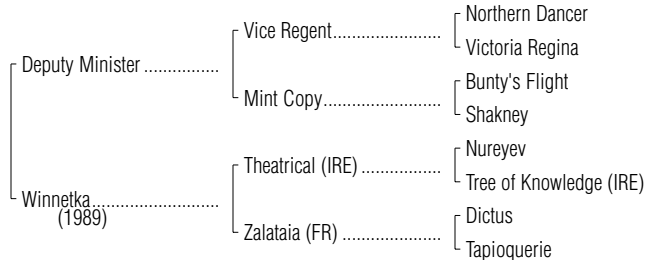 Northern Dancer
Vice Regent
Victoria Regina
Deputy Minister
Bunty's Flight
Mint Copy
Shakney
Nureyev
Theatrical (IRE)
Tree of Knowledge (IRE)
Winnetka
(1989)
Dictus
Zalataia (FR)
Tapioquerie